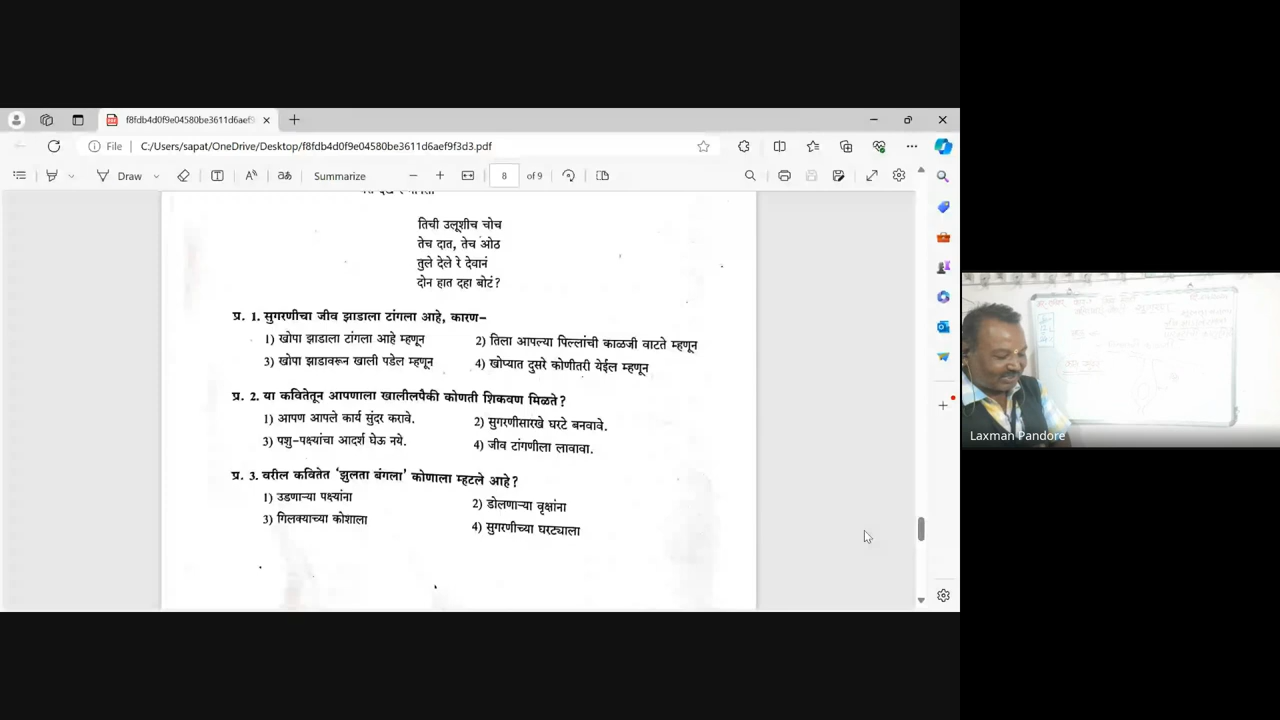 f8fdb4d0f9e04580be3611d6aef9
File C:/Users/sapat/OneDrive/Desktop/f8fdb4d0f9e04580be3611d6aef9f3d3.pdf
Draw
Summarize
8 of 9
तिची उलूशीच चोच
तेच दात, तेच ओठ
तुले देले रे देवानं
दोन हात दहा बोटं?
प्र. 1. सुगरणीचा जीव झाडाला टांगला आहे, कारण–
1) खोपा झाडाला टांगला आहे म्हणून 2) तिला आपल्या पिल्लांची काळजी वाटते म्हणून
3) खोपा झाडावरून खाली पडेल म्हणून 4) खोप्यात दुसरे कोणीतरी येईल म्हणून
प्र. 2. या कवितेतून आपणाला खालीलपैकी कोणती शिकवण मिळते?
1) आपण आपले कार्य सुंदर करावे. 2) सुगरणीसारखे घरटे बनवावे.
3) पशु-पक्ष्यांचा आदर्श घेऊ नये. 4) जीव टांगणीला लावावा.
प्र. 3. वरील कवितेत 'झुलता बंगला' कोणाला म्हटले आहे?
1) उडणाऱ्या पक्ष्यांना 2) डोलणाऱ्या वृक्षांना
3) गिलक्याच्या कोशाला 4) सुगरणीच्या घरट्याला
Laxman Pandore